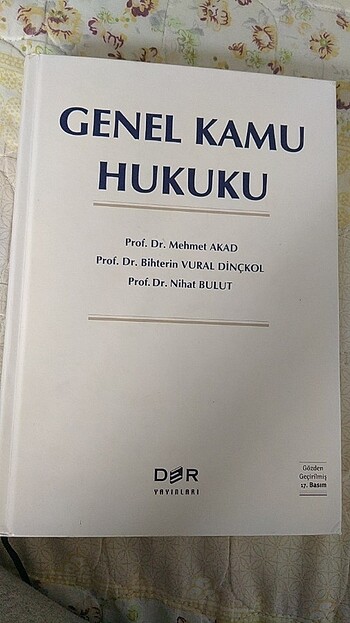 GENEL KAMU
HUKUKU
Prof. Dr. Mehmet AKAD
Prof. Dr. Bihterin VURAL DİNÇKOL
Prof. Dr. Nihat BULUT
DER
YAYINLARI
Gözden
Geçirilmiş
17. Basım